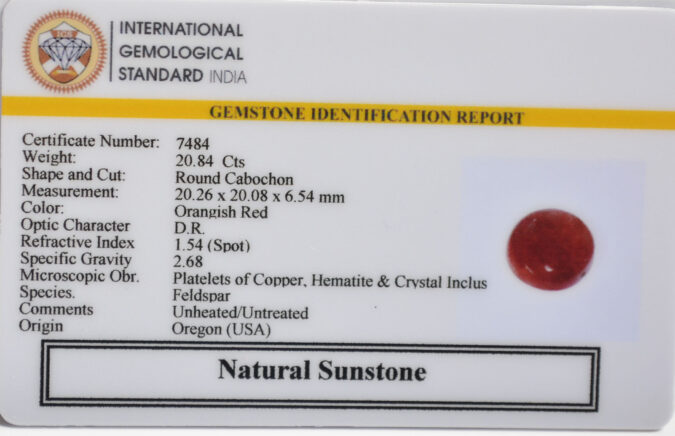 IGS
INTERNATIONAL
GEMOLOGICAL
STANDARD INDIA
GEMSTONE IDENTIFICATION REPORT
Certificate Number: 7484
Weight: 20.84 Cts
Shape and Cut: Round Cabochon
Measurement: 20.26 x 20.08 x 6.54 mm
Color: Orangish Red
Optic Character D.R.
Refractive Index 1.54 (Spot)
Specific Gravity 2.68
Microscopic Obr. Platelets of Copper, Hematite & Crystal Inclus
Species. Feldspar
Comments Unheated/Untreated
Origin Oregon (USA)
Natural Sunstone